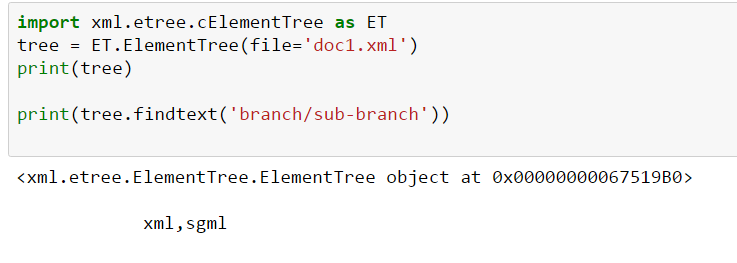 import xml.etree.cElementTree as ET
tree = ET.ElementTree(file='doc1.xml')
print(tree)
print(tree.findtext('branch/sub-branch'))
<xml.etree.ElementTree.ElementTree object at 0x00000000067519B0>
xml,sgml